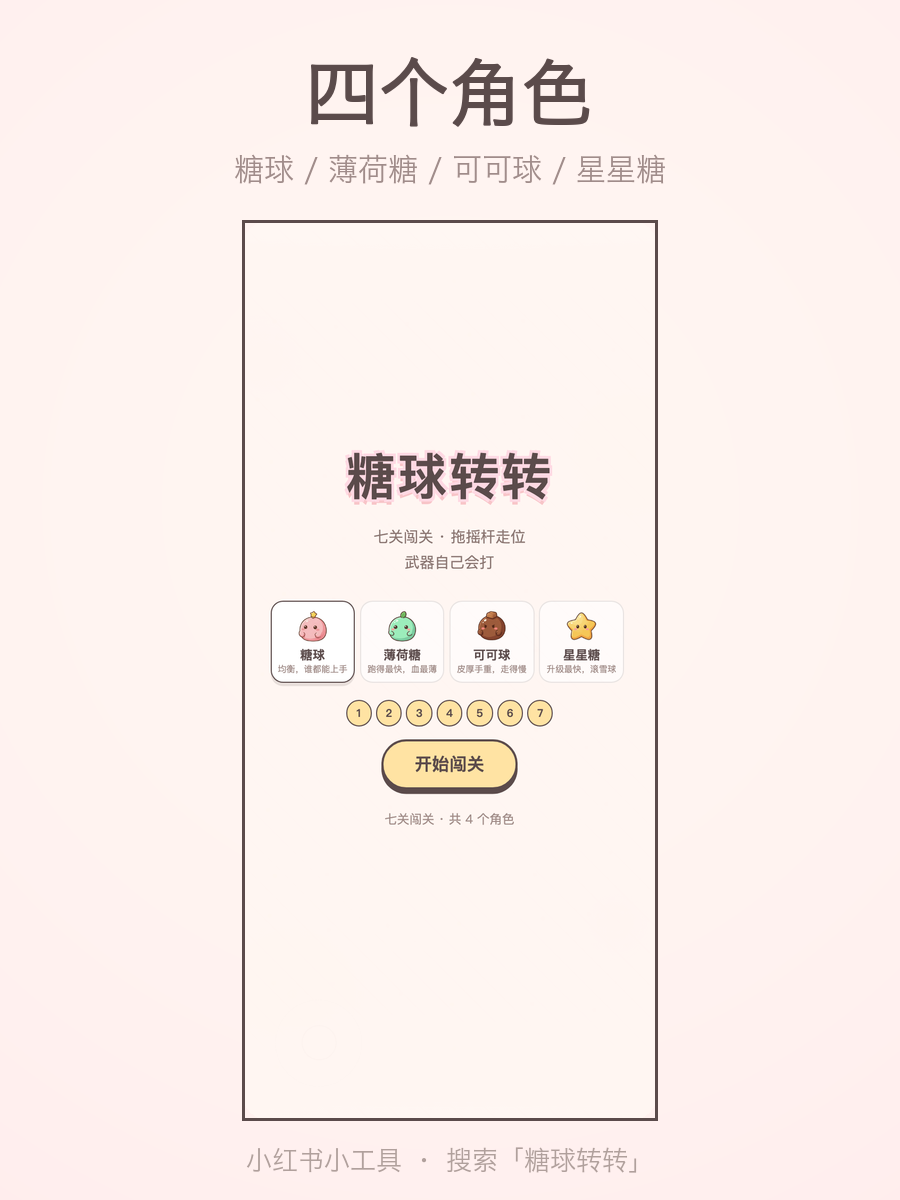 四个角色
糖球 / 薄荷糖 / 可可球 / 星星糖
糖球转转
七关闯关 · 拖摇杆走位
武器自己会打
糖球 薄荷糖 可可球 星星糖
均衡，谁都能上手 跑得最快，血最薄 皮厚手重，走得慢 升级最快，滚雪球
1 2 3 4 5 6 7
开始闯关
七关闯关 · 共 4 个角色
小红书小工具 · 搜索「糖球转转」